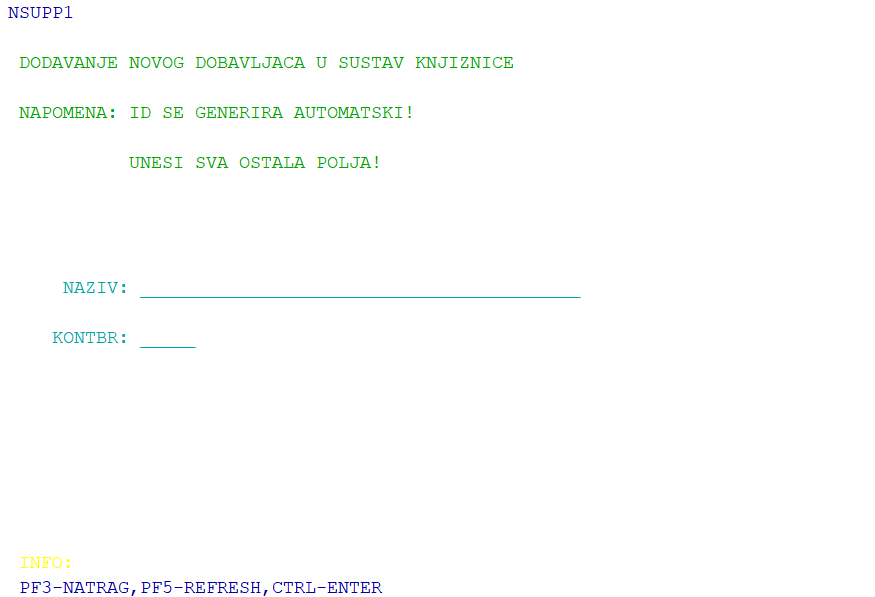 NSUPP1
DODAVANJE NOVOG DOBAVLJACA U SUSTAV KNJIZNICE
NAPOMENA: ID SE GENERIRA AUTOMATSKI!
UNESI SVA OSTALA POLJA!
NAZIV: ________________________________________
KONTBR: _____
INFO:
PF3-NATRAG,PF5-REFRESH,CTRL-ENTER